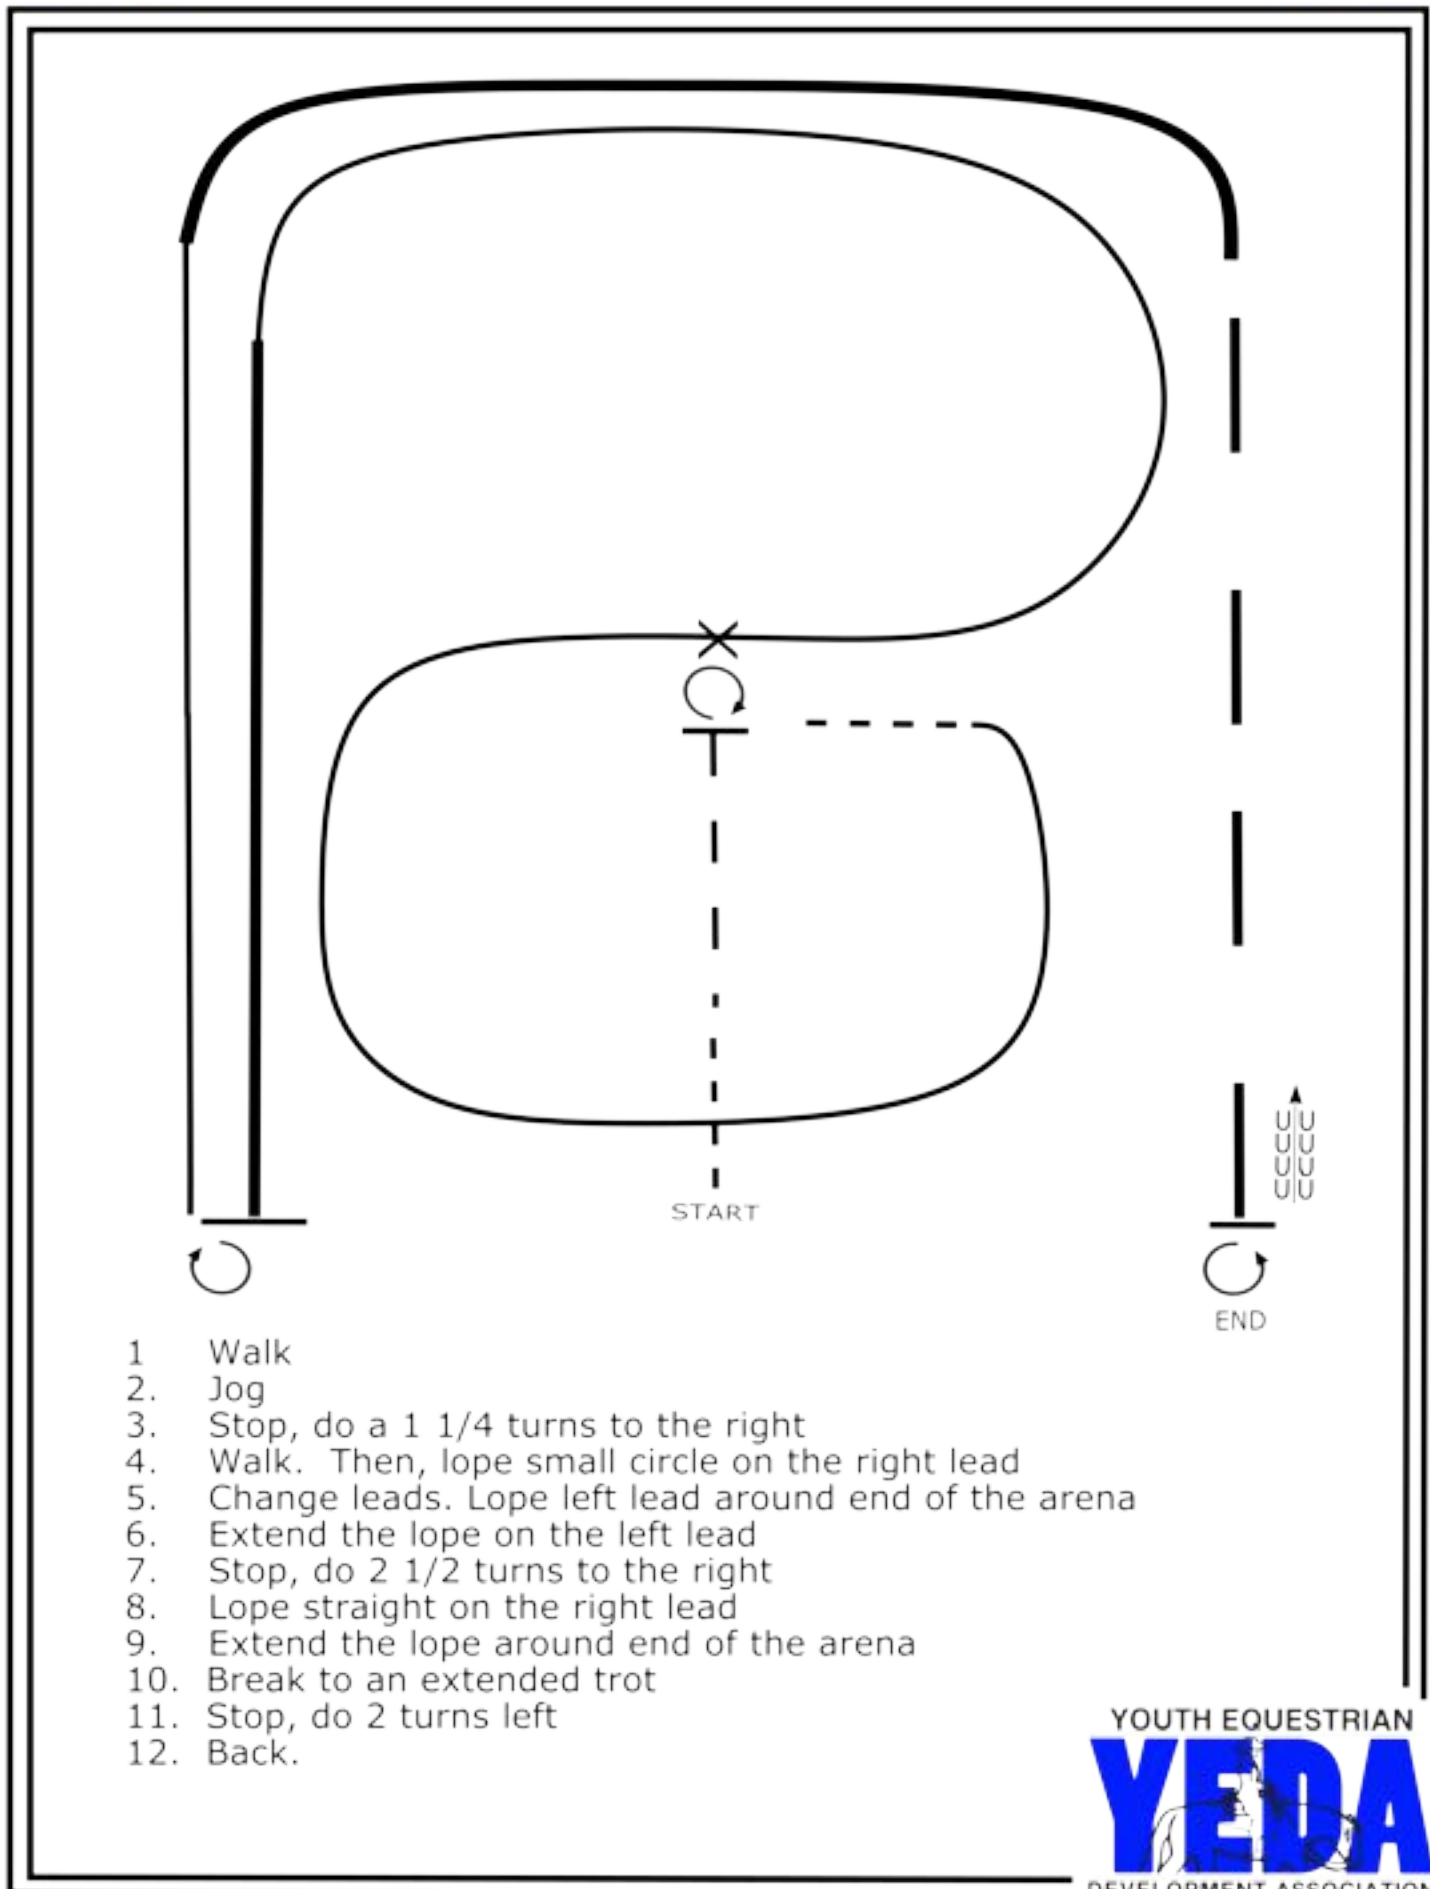 START
U U
U U
U U
U U
END
1 Walk
2. Jog
3. Stop, do a 1 1/4 turns to the right
4. Walk. Then, lope small circle on the right lead
5. Change leads. Lope left lead around end of the arena
6. Extend the lope on the left lead
7. Stop, do 2 1/2 turns to the right
8. Lope straight on the right lead
9. Extend the lope around end of the arena
10. Break to an extended trot
11. Stop, do 2 turns left
12. Back.
YOUTH EQUESTRIAN
YEDA
DEVELOPMENT ASSOCIATION